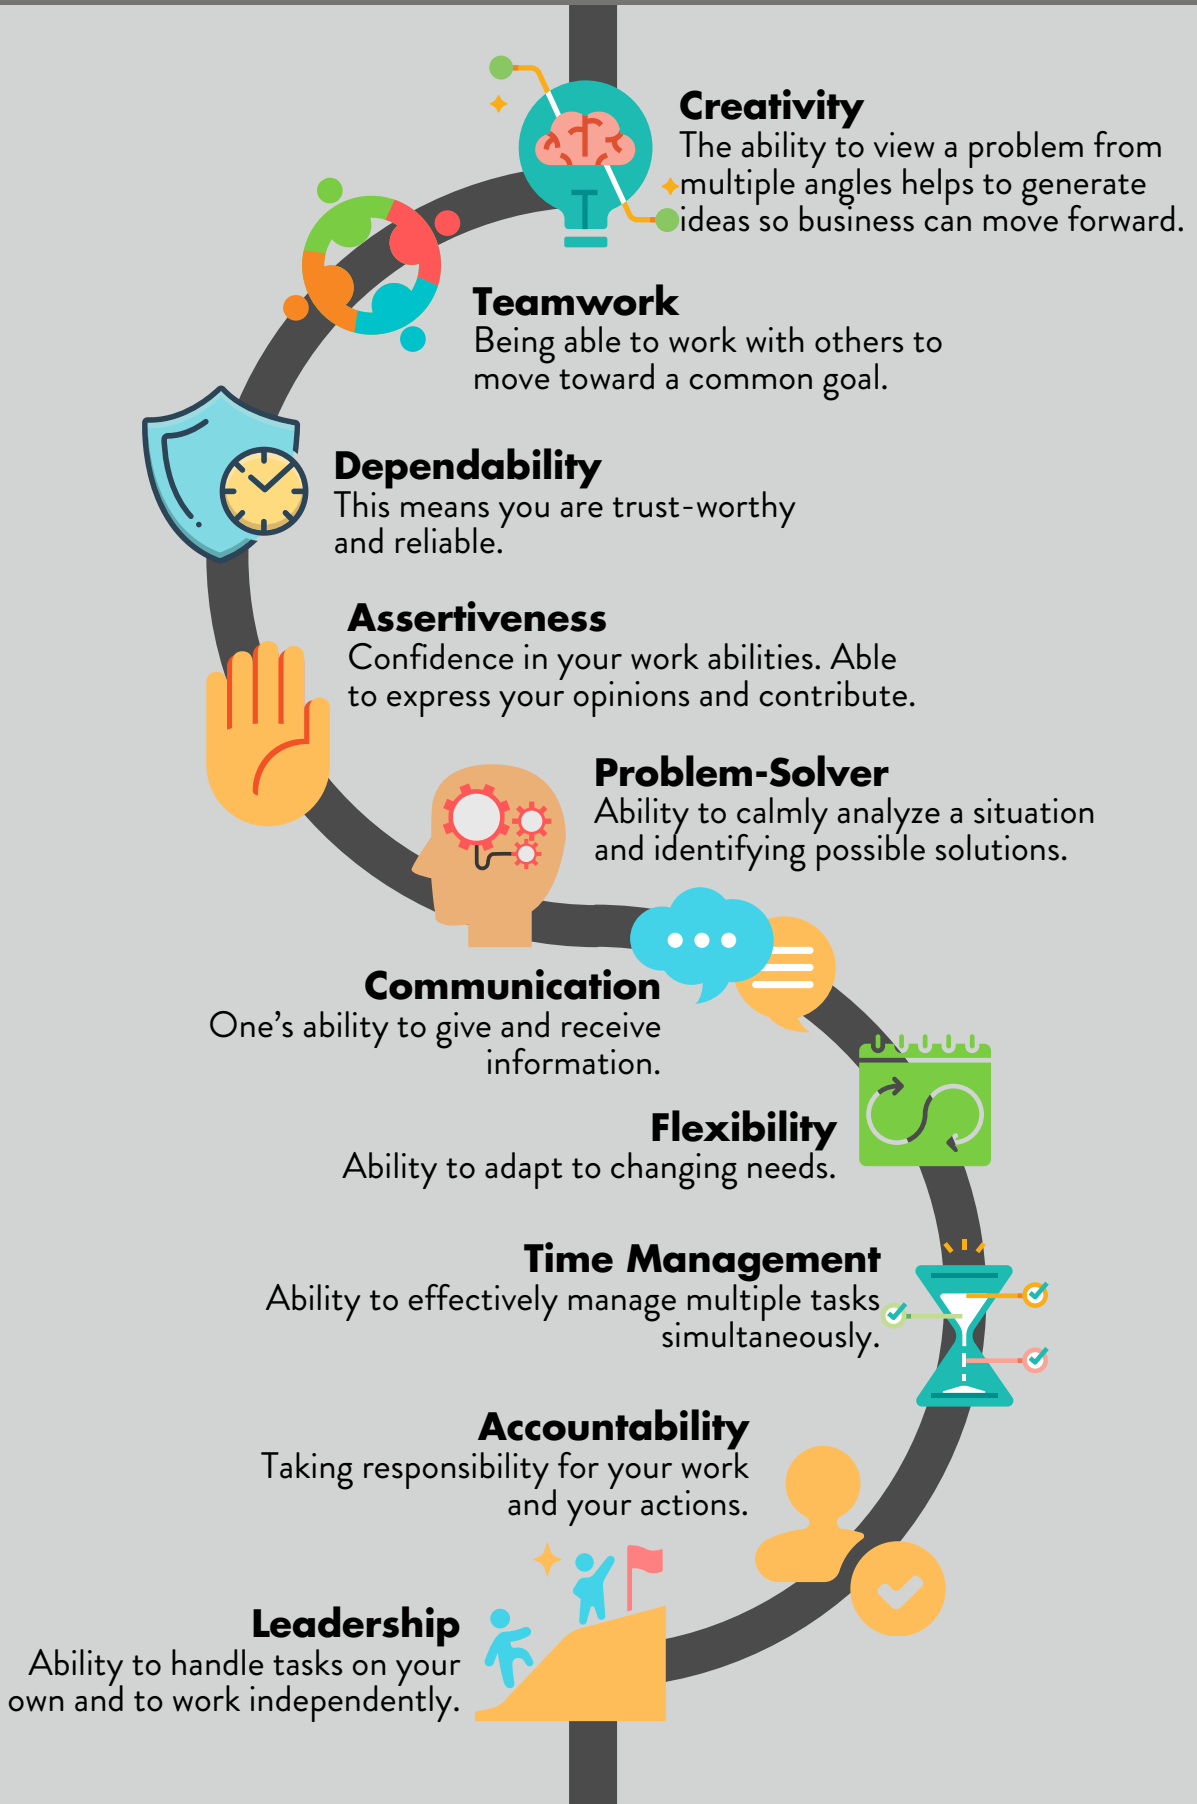 Creativity
The ability to view a problem from
multiple angles helps to generate
ideas so business can move forward.
Teamwork
Being able to work with others to
move toward a common goal.
Dependability
This means you are trust-worthy
and reliable.
Assertiveness
Confidence in your work abilities. Able
to express your opinions and contribute.
Problem-Solver
Ability to calmly analyze a situation
and identifying possible solutions.
Communication
One's ability to give and receive
information.
Flexibility
Ability to adapt to changing needs.
Time Management
Ability to effectively manage multiple tasks
simultaneously.
Accountability
Taking responsibility for your work
and your actions.
Leadership
Ability to handle tasks on your
own and to work independently.